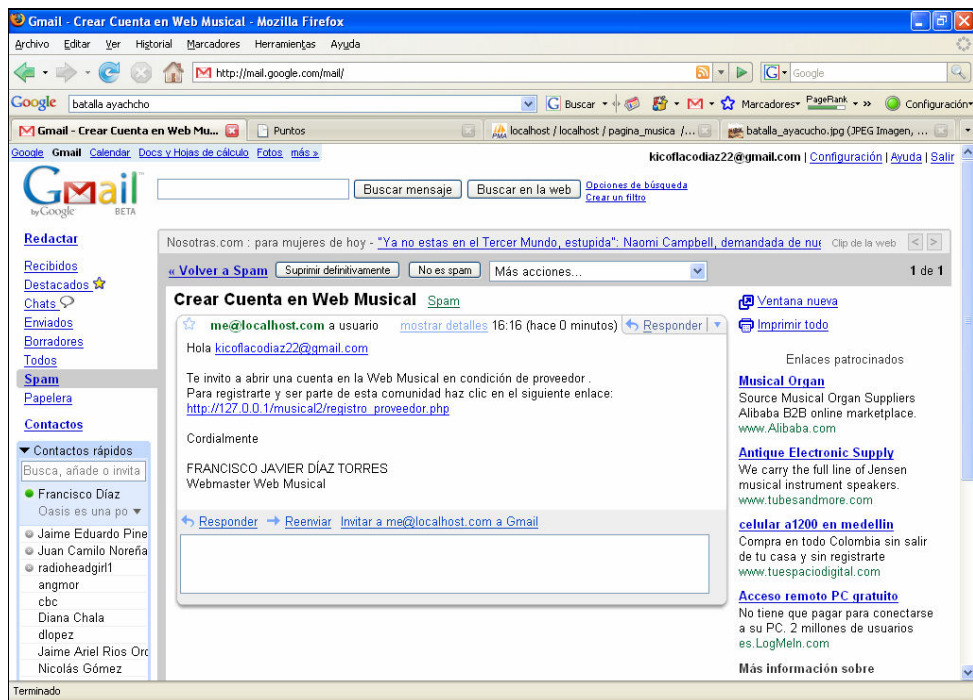 Gmail - Crear Cuenta en Web Musical - Mozilla Firefox
Archivo Editar Ver Historial Marcadores Herramientas Ayuda
http://mail.google.com/mail/
Google
Google batalla ayachcho Buscar Marcadores PageRank » Configuración
Gmail - Crear Cuenta en Web Mu... Puntos localhost / localhost / pagina_musica /... batalla_ayacucho.jpg (JPEG Imagen, ...
Google Gmail Calendar Docs y Hojas de cálculo Fotos más »
kicoflacodiaz22@gmail.com | Configuración | Ayuda | Salir
Gmail
by Google BETA
Buscar mensaje Buscar en la web Opciones de búsqueda
Crear un filtro
Redactar
Recibidos
Destacados
Chats
Enviados
Borradores
Todos
Spam
Papelera
Contactos
Contactos rápidos
Busca, añade o invita
Francisco Díaz
Oasis es una po
Jaime Eduardo Pine
Juan Camilo Noreña
radioheadgirl1
angmor
cbc
Diana Chala
dlopez
Jaime Ariel Rios Ord
Nicolás Gómez
Nosotras.com : para mujeres de hoy - "Ya no estas en el Tercer Mundo, estupida": Naomi Campbell, demandada de nue Clip de la web < >
« Volver a Spam Suprimir definitivamente No es spam Más acciones... 1 de 1
Crear Cuenta en Web Musical Spam
me@localhost.com a usuario mostrar detalles 16:16 (hace 0 minutos) Responder
Hola kicoflacodiaz22@gmail.com
Te invito a abrir una cuenta en la Web Musical en condición de proveedor .
Para registrarte y ser parte de esta comunidad haz clic en el siguiente enlace:
http://127.0.0.1/musical2/registro_proveedor.php
Cordialmente
FRANCISCO JAVIER DÍAZ TORRES
Webmaster Web Musical
Responder Reenviar Invitar a me@localhost.com a Gmail
Ventana nueva
Imprimir todo
Enlaces patrocinados
Musical Organ
Source Musical Organ Suppliers
Alibaba B2B online marketplace.
www.Alibaba.com
Antique Electronic Supply
We carry the full line of Jensen
musical instrument speakers.
www.tubesandmore.com
celular a1200 en medellin
Compra en todo Colombia sin salir
de tu casa y sin registrarte
www.tuespaciodigital.com
Acceso remoto PC gratuito
No tiene que pagar para conectarse
a su PC. 2 millones de usuarios
es.LogMeIn.com
Más información sobre
Terminado